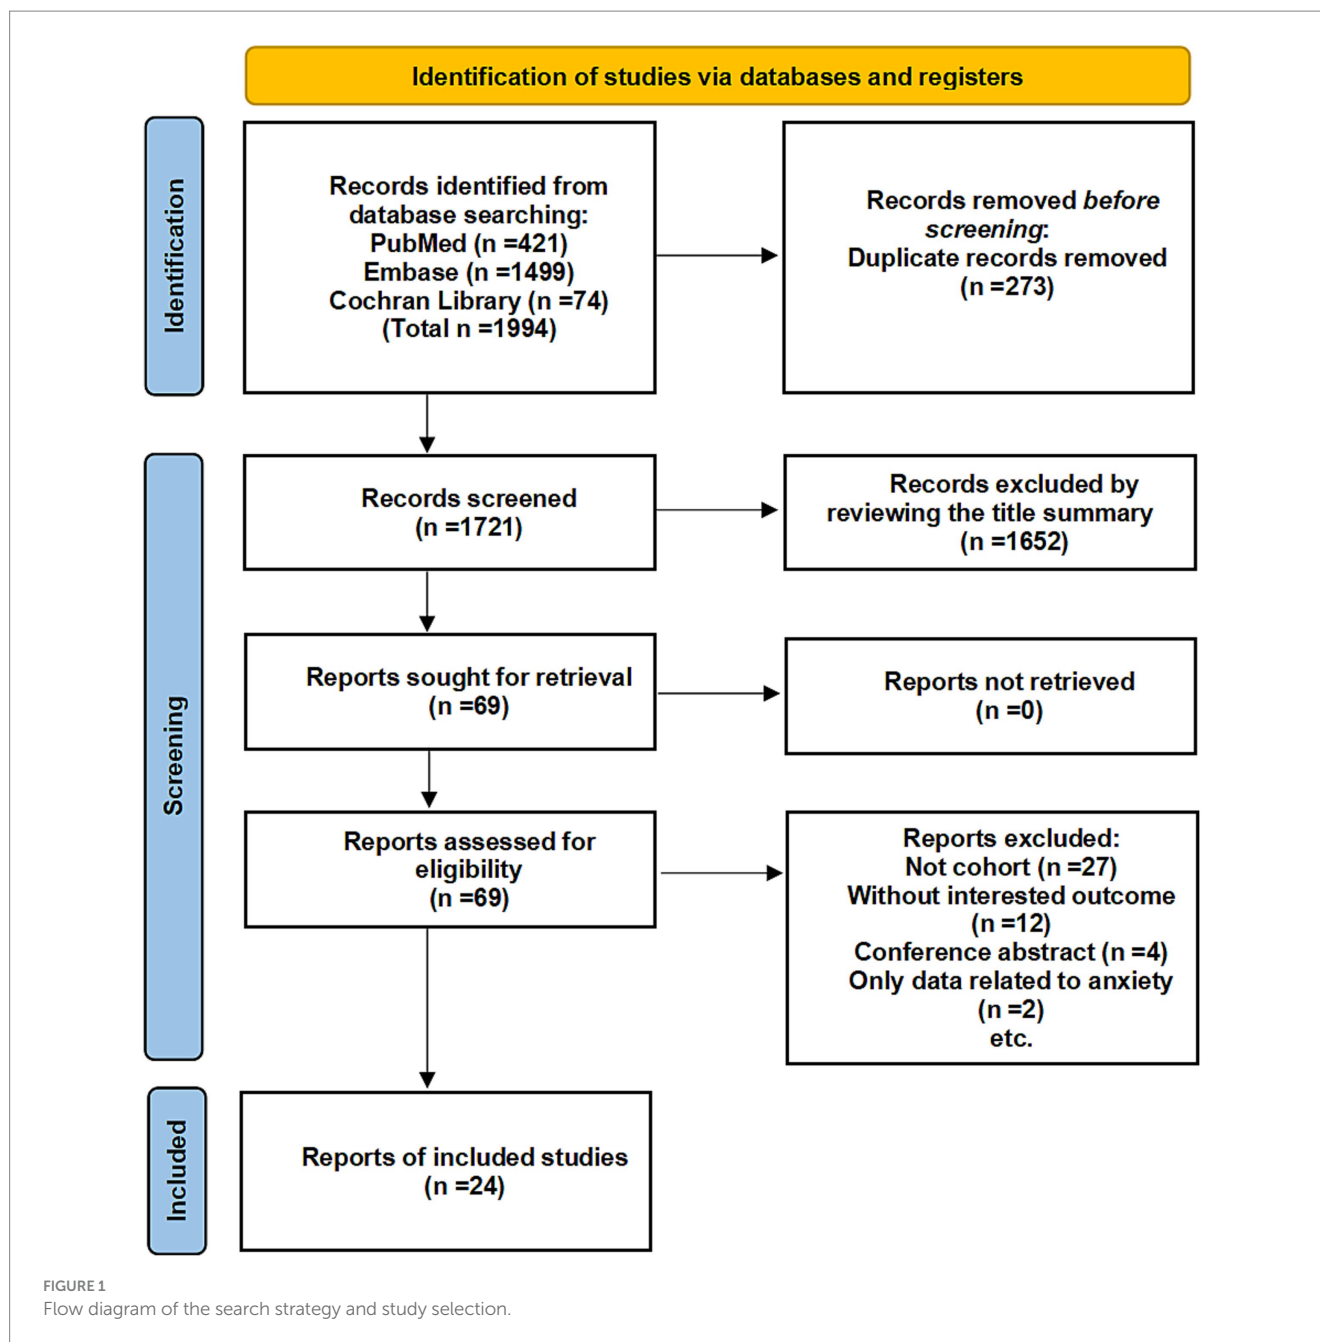 Identification of studies via databases and registers
Identification
Records identified from
database searching:
PubMed (n =421)
Embase (n =1499)
Cochran Library (n =74)
(Total n =1994)
Records removed before
screening:
Duplicate records removed
(n =273)
Screening
Records screened
(n =1721)
Records excluded by
reviewing the title summary
(n =1652)
Reports sought for retrieval
(n =69)
Reports not retrieved
(n =0)
Reports assessed for
eligibility
(n =69)
Reports excluded:
Not cohort (n =27)
Without interested outcome
(n =12)
Conference abstract (n =4)
Only data related to anxiety
(n =2)
etc.
Included
Reports of included studies
(n =24)
FIGURE 1
Flow diagram of the search strategy and study selection.